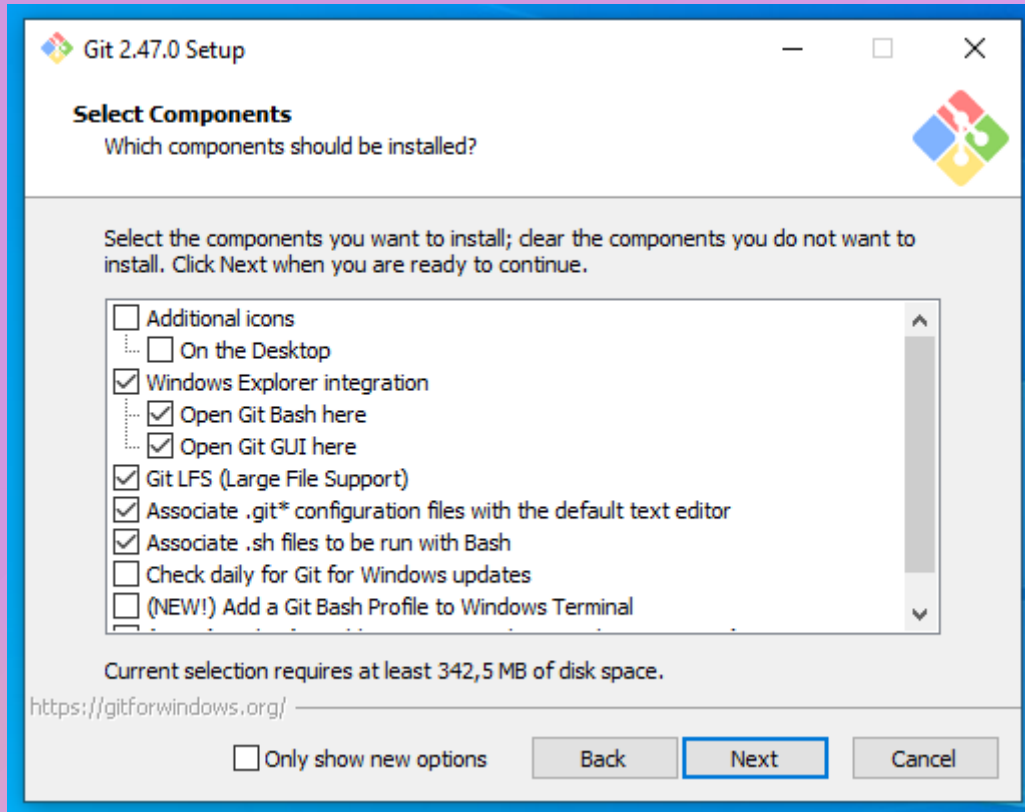 Git 2.47.0 Setup
Select Components
Which components should be installed?
Select the components you want to install; clear the components you do not want to
install. Click Next when you are ready to continue.
Additional icons
On the Desktop
Windows Explorer integration
Open Git Bash here
Open Git GUI here
Git LFS (Large File Support)
Associate .git* configuration files with the default text editor
Associate .sh files to be run with Bash
Check daily for Git for Windows updates
(NEW!) Add a Git Bash Profile to Windows Terminal
Current selection requires at least 342,5 MB of disk space.
https://gitforwindows.org/
Only show new options
Back
Next
Cancel